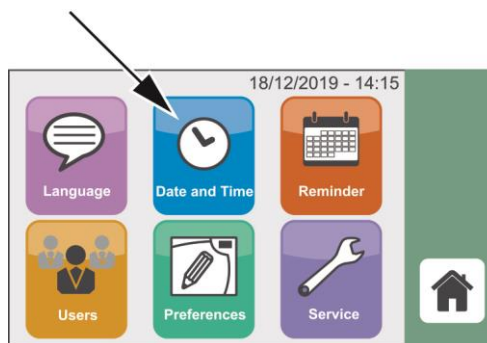 18/12/2019 - 14:15
Language
Date and Time
Reminder
Users
Preferences
Service